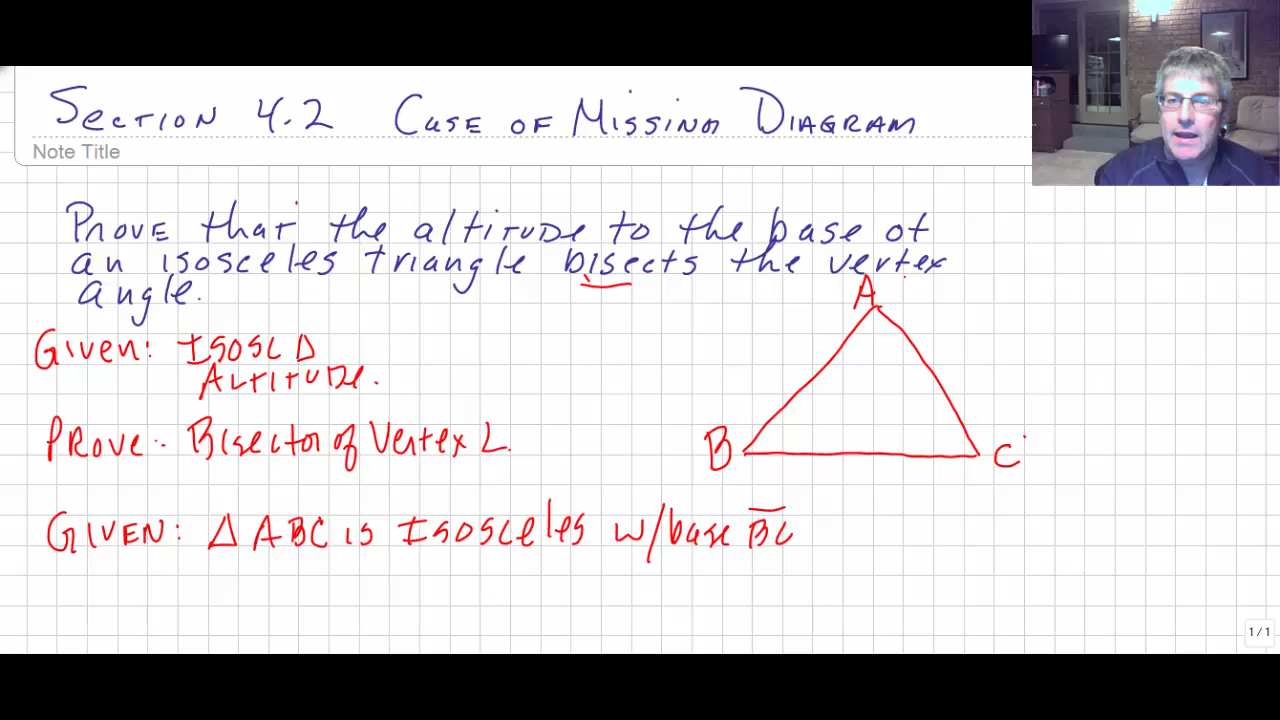 SECTION 4.2 CASE OF MISSING DIAGRAM
Note Title
PROVE that the altitude to the base of
an isosceles triangle bisects the vertex
angle.
A
GIVEN: ISOSC Δ
ALTITUDE.
PROVE: Bisector of Vertex ∠.
B
C
GIVEN: Δ ABC is Isosceles w/base BC
1/1